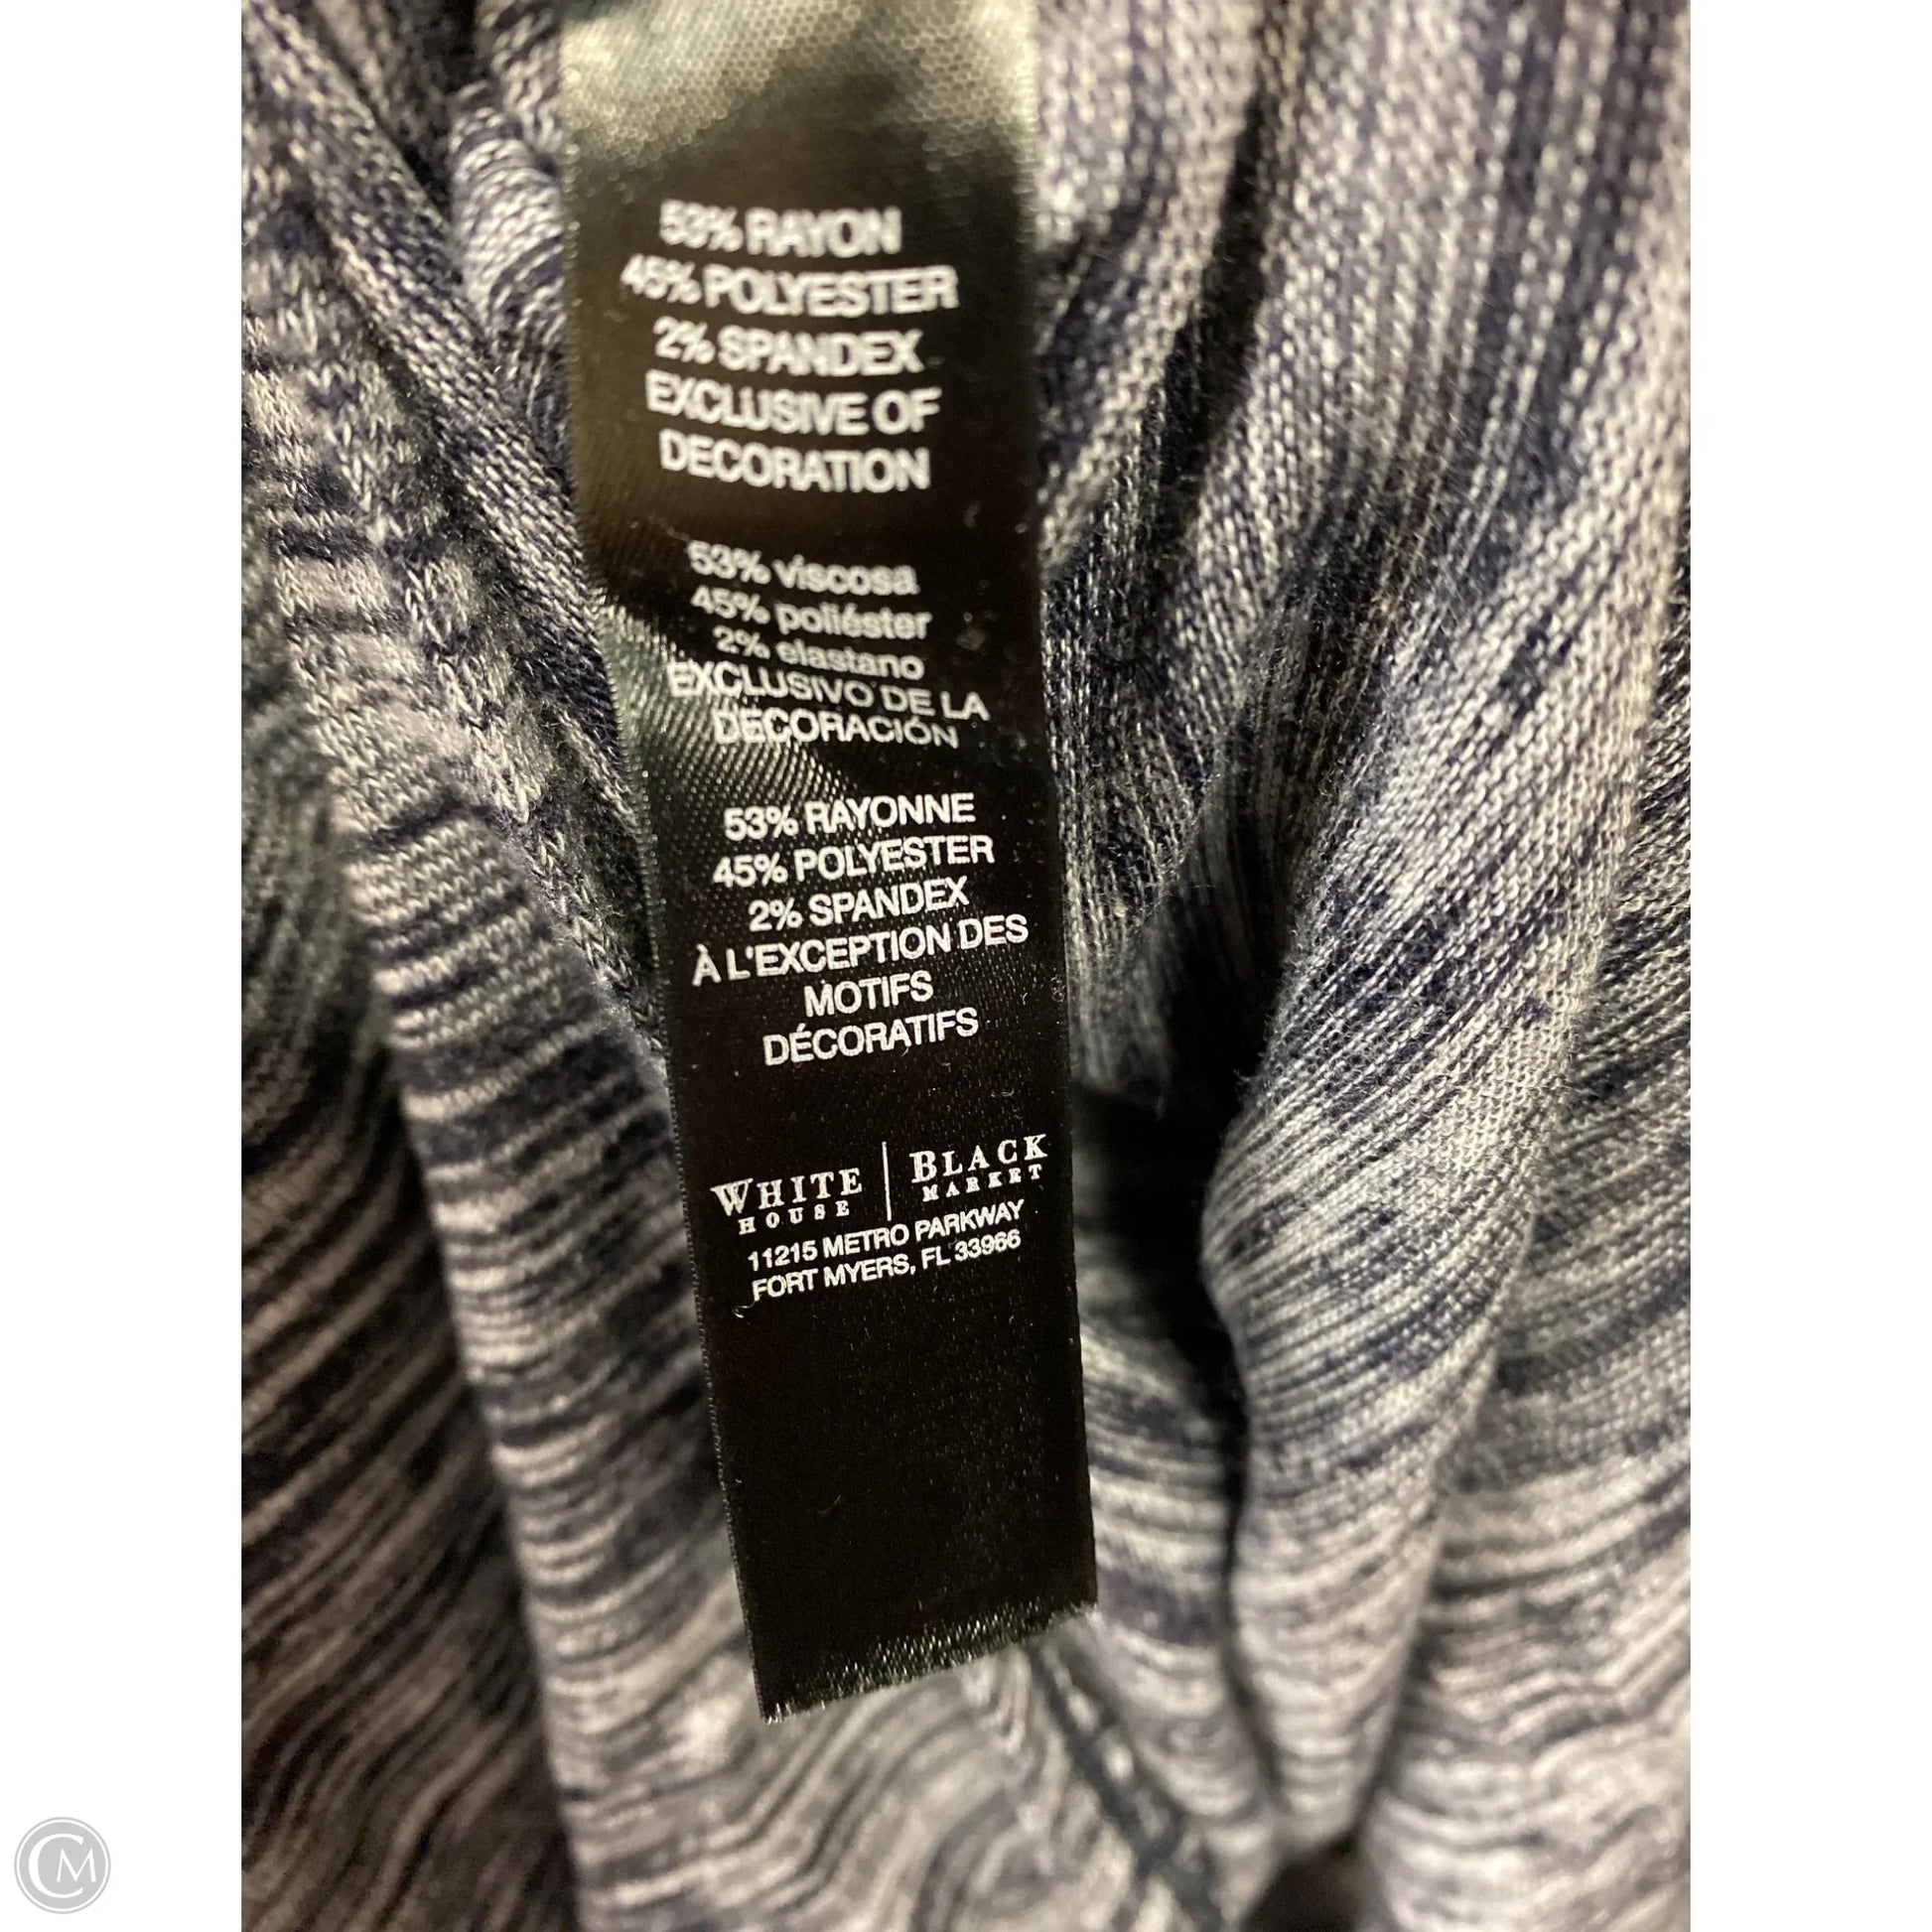 53% RAYON
45% POLYESTER
2% SPANDEX
EXCLUSIVE OF
DECORATION
53% viscosa
45% poliéster
2% elastano
EXCLUSIVO DE LA
DECORACIÓN
53% RAYONNE
45% POLYESTER
2% SPANDEX
À L'EXCEPTION DES
MOTIFS
DÉCORATIFS
WHITE HOUSE | BLACK MARKET
11215 METRO PARKWAY
FORT MYERS, FL 33966
CM